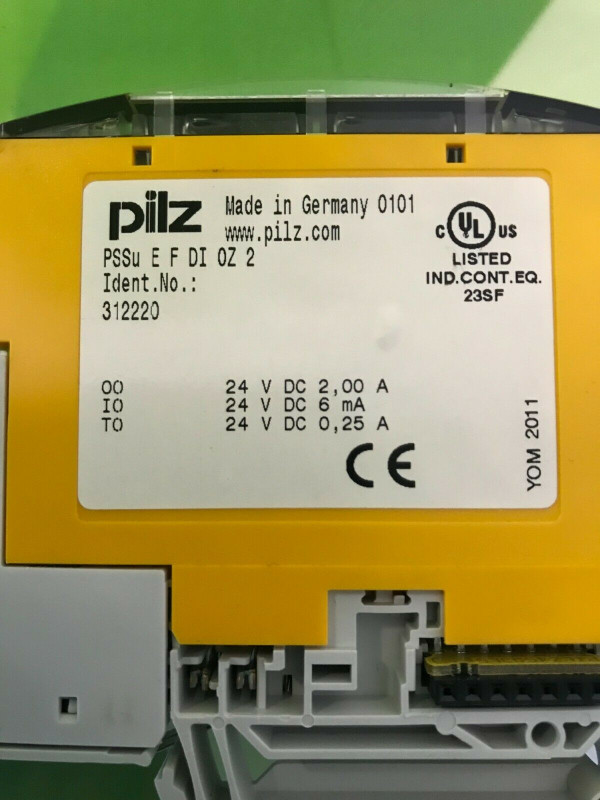 pilz
Made in Germany 0101
www.pilz.com
PSSu E F DI OZ 2
Ident.No.:
312220
c UL US
LISTED
IND.CONT.EQ.
23SF
O0 24 V DC 2,00 A
I0 24 V DC 6 mA
T0 24 V DC 0,25 A
CE
YOM 2011